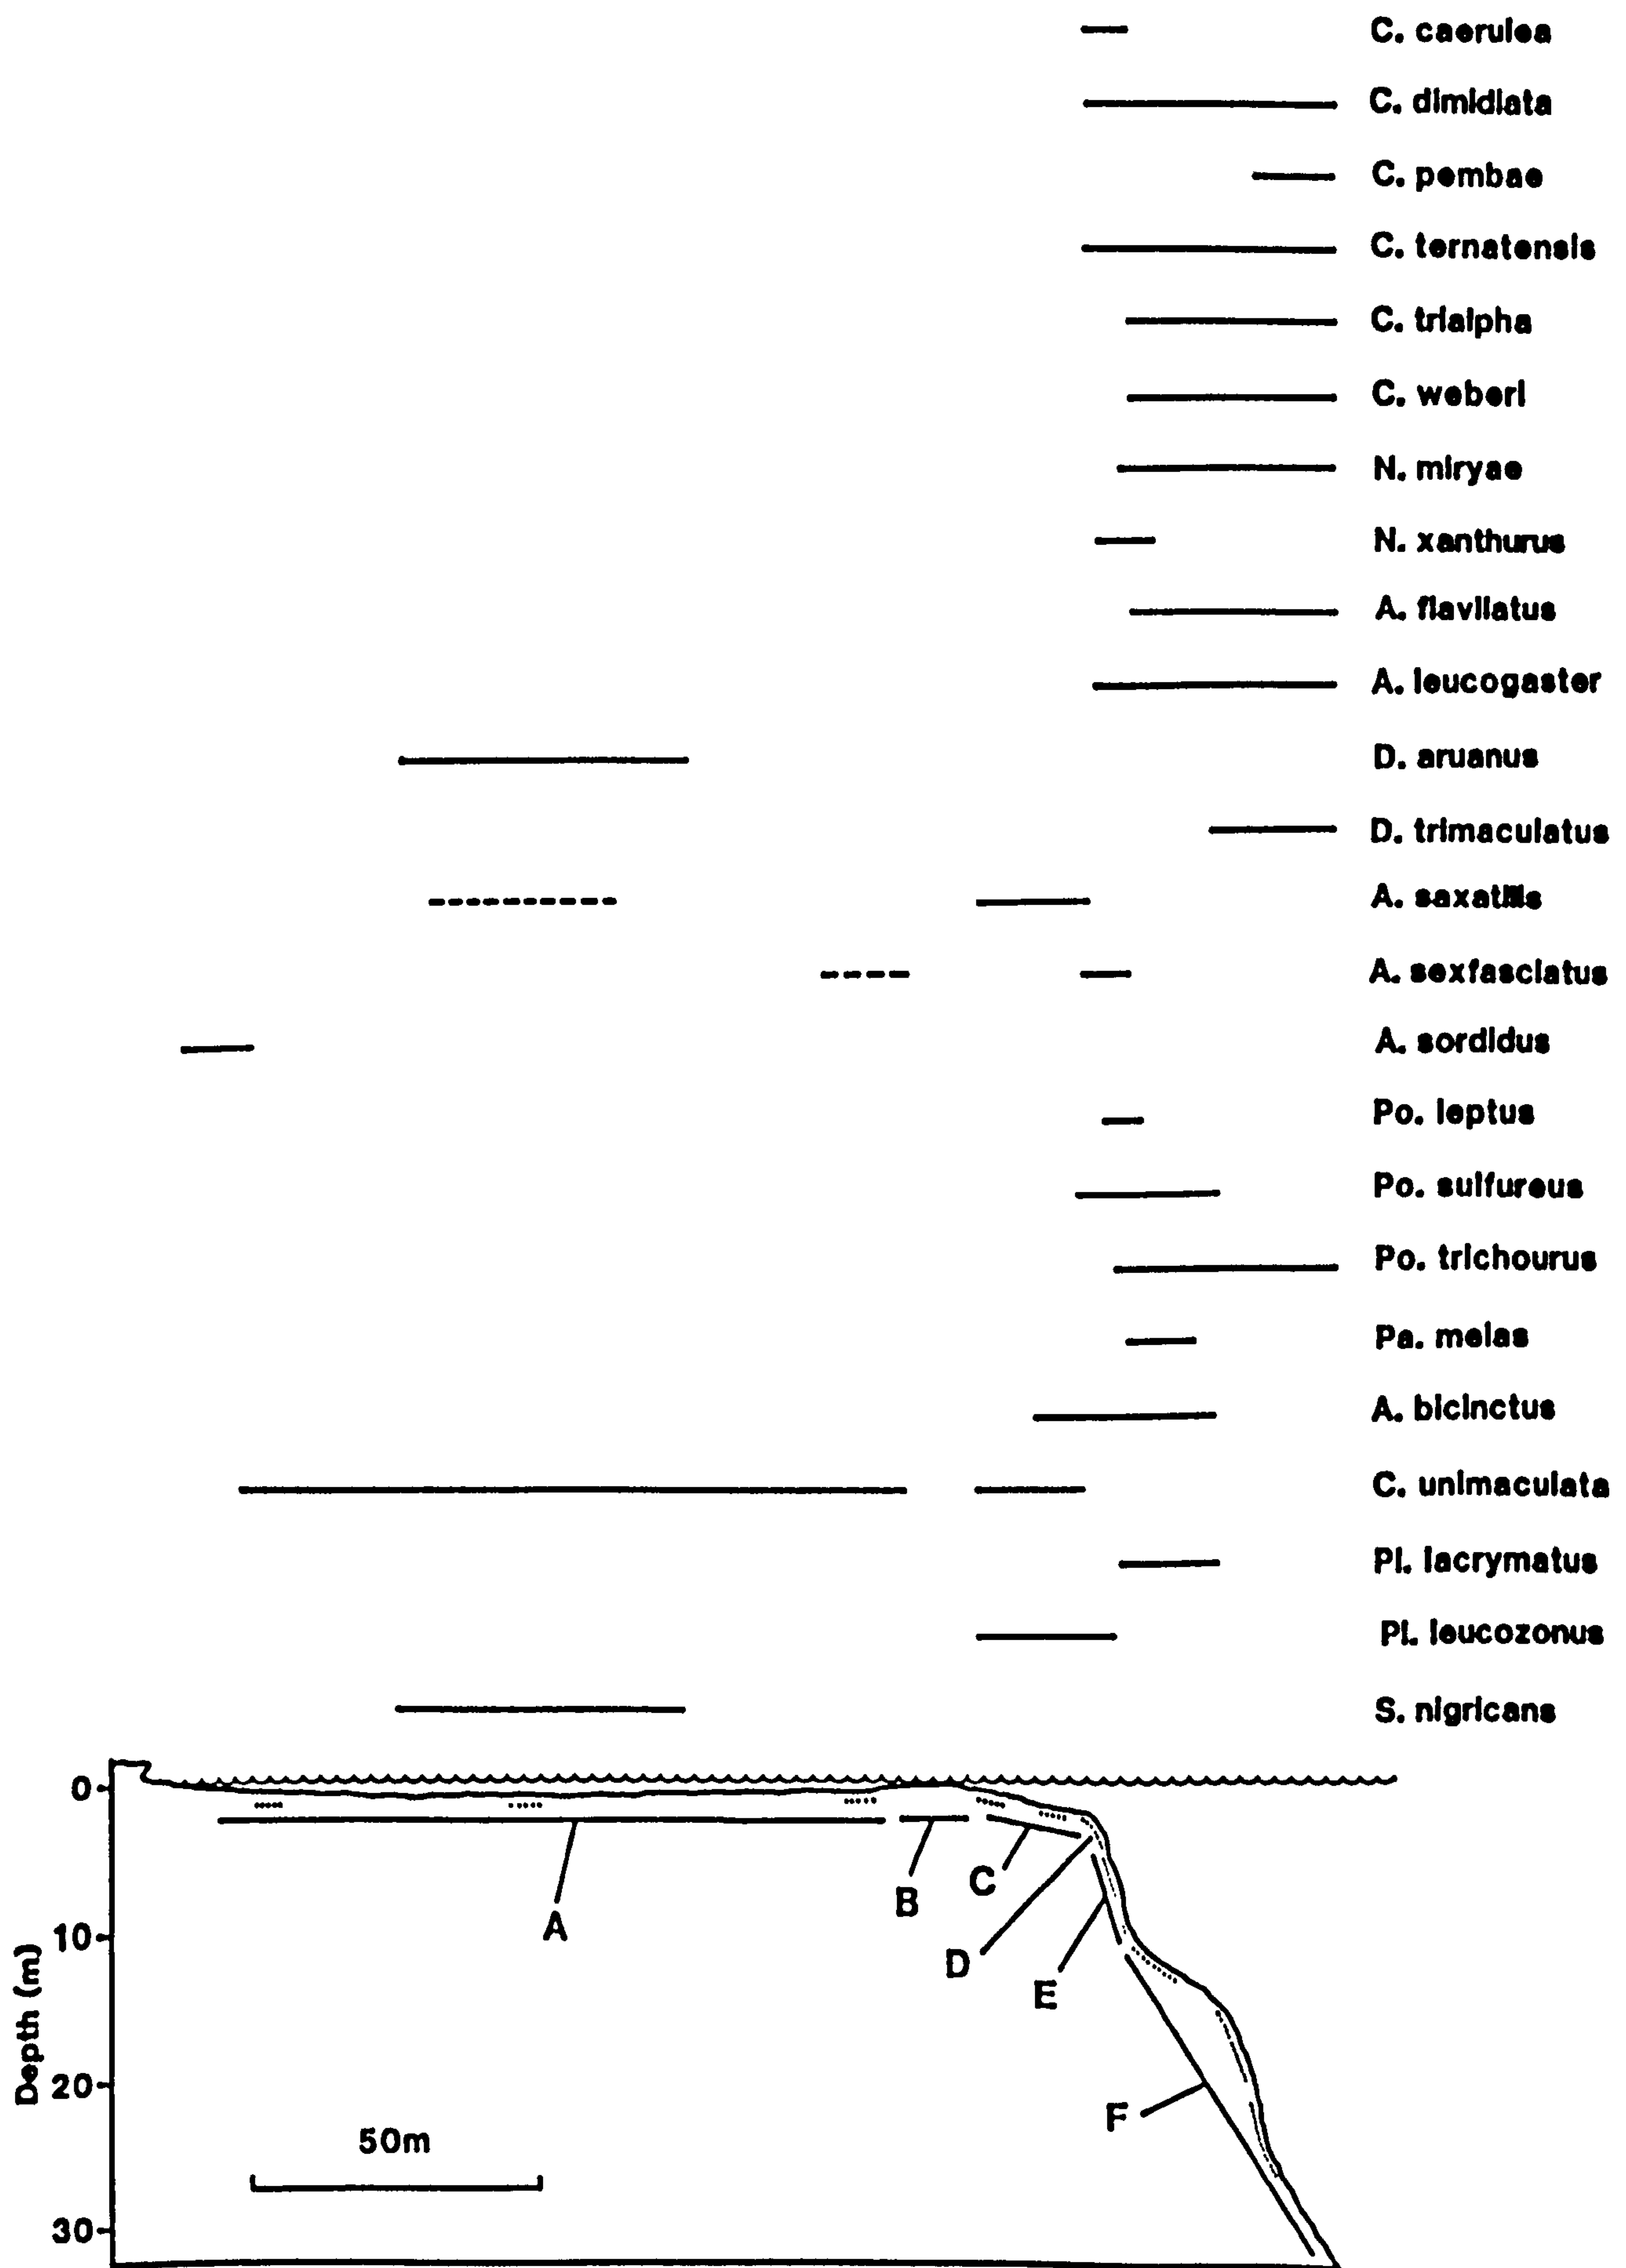 C. caerulea
C. dimidiata
C. pembae
C. ternatensis
C. trialpha
C. weberi
N. miryae
N. xanthurus
A. flavilatus
A. leucogaster
D. aruanus
D. trimaculatus
A. saxatilis
A. sexfasciatus
A. sordidus
Po. leptus
Po. sulfureus
Po. trichourus
Pa. melas
A. bicinctus
C. unimaculata
Pl. lacrymatus
Pl. leucozonus
S. nigricans
0
10
20
30
Depth (m)
A
B
C
D
E
F
50m